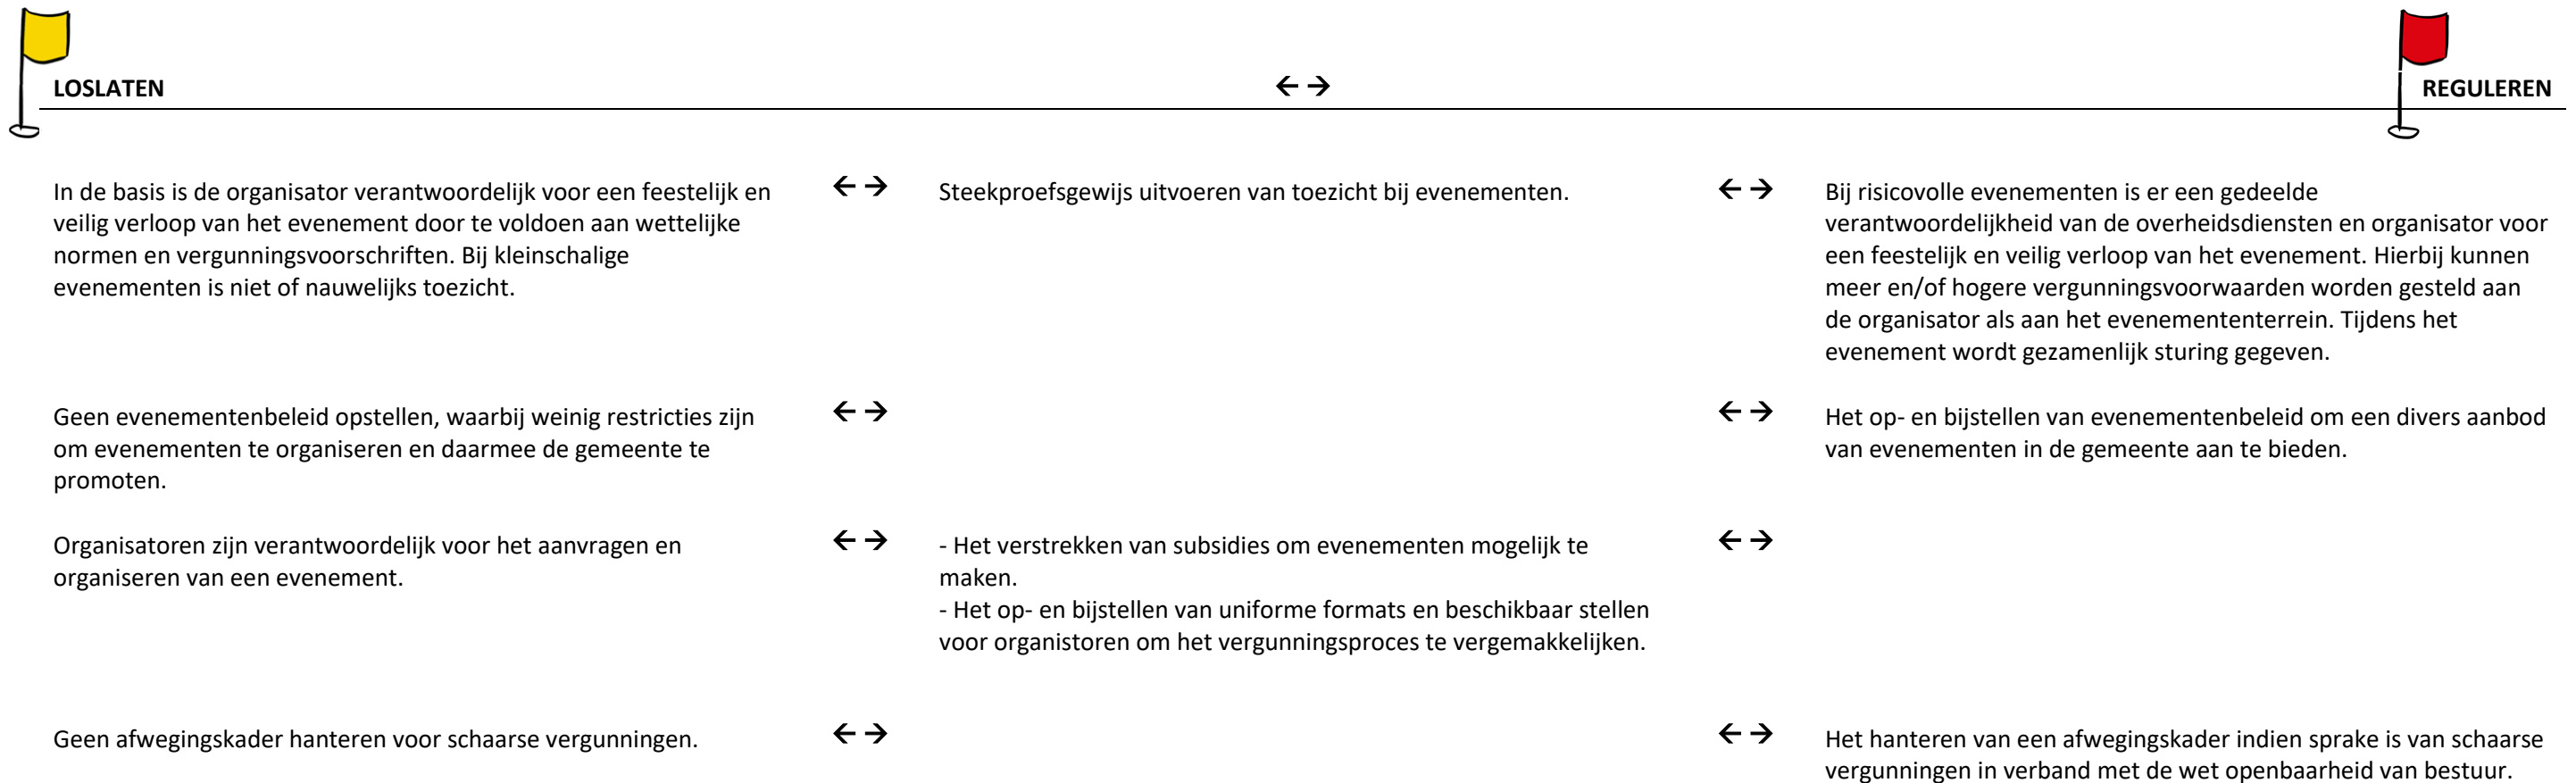 LOSLATEN
← →
REGULEREN
In de basis is de organisator verantwoordelijk voor een feestelijk en
veilig verloop van het evenement door te voldoen aan wettelijke
normen en vergunningsvoorschriften. Bij kleinschalige
evenementen is niet of nauwelijks toezicht.
← →
Steekproefsgewijs uitvoeren van toezicht bij evenementen.
← →
Bij risicovolle evenementen is er een gedeelde
verantwoordelijkheid van de overheidsdiensten en organisator voor
een feestelijk en veilig verloop van het evenement. Hierbij kunnen
meer en/of hogere vergunningsvoorwaarden worden gesteld aan
de organisator als aan het evenemententerrein. Tijdens het
evenement wordt gezamenlijk sturing gegeven.
Geen evenementenbeleid opstellen, waarbij weinig restricties zijn
om evenementen te organiseren en daarmee de gemeente te
promoten.
← →
← →
Het op- en bijstellen van evenementenbeleid om een divers aanbod
van evenementen in de gemeente aan te bieden.
Organisatoren zijn verantwoordelijk voor het aanvragen en
organiseren van een evenement.
← →
- Het verstrekken van subsidies om evenementen mogelijk te
maken.
- Het op- en bijstellen van uniforme formats en beschikbaar stellen
voor organistoren om het vergunningsproces te vergemakkelijken.
← →
Geen afwegingskader hanteren voor schaarse vergunningen.
← →
← →
Het hanteren van een afwegingskader indien sprake is van schaarse
vergunningen in verband met de wet openbaarheid van bestuur.